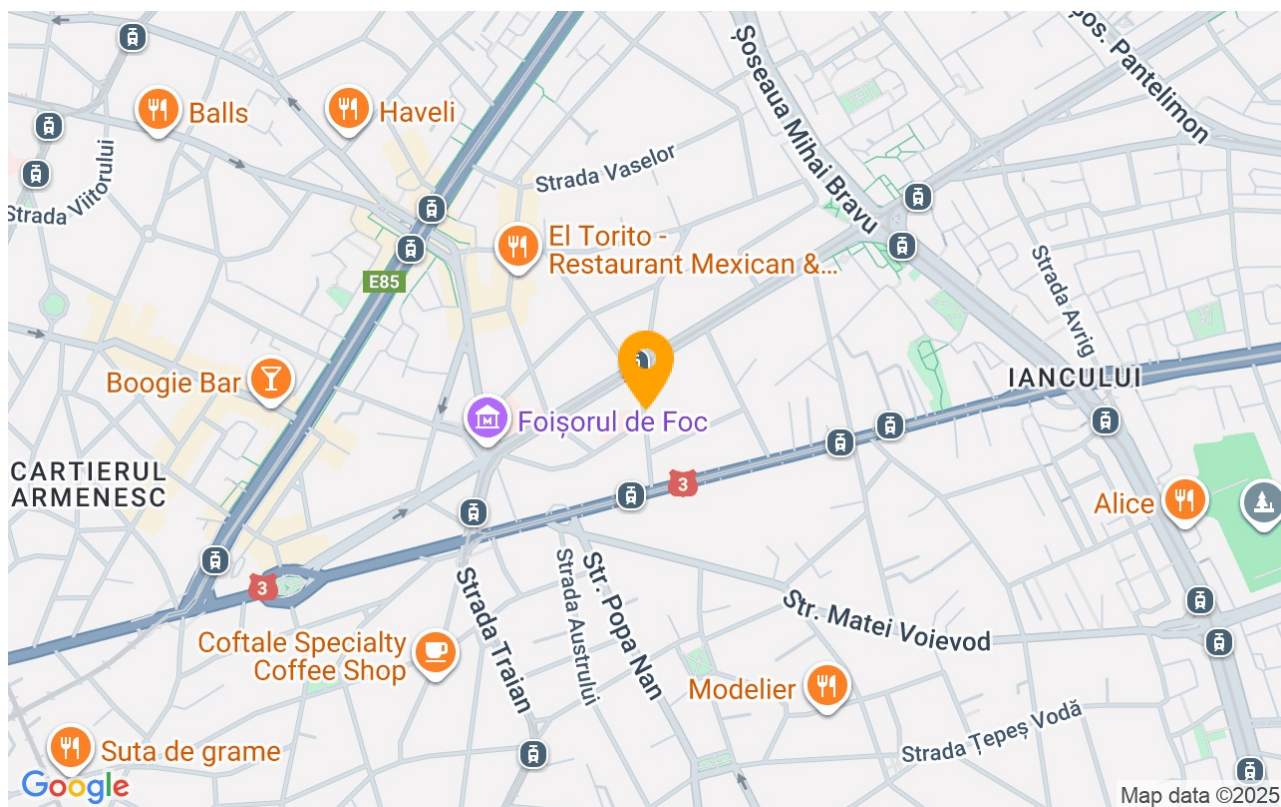 Șoseaua Mihai Bravu
Pantelimon
Balls
Haveli
Strada Vaselor
Strada Viitorului
El Torito -
Restaurant Mexican &...
E85
Strada Avrig
IANCULUI
Boogie Bar
Foișorul de Foc
CARTIERUL
ARMENESC
3
Alice
3
Strada Traian
Strada Austrului
Str. Popa Nan
Str. Matei Voievod
Coftale Specialty
Coffee Shop
Modelier
Strada Țepeș Vodă
Suta de grame
Google
Map data ©2025